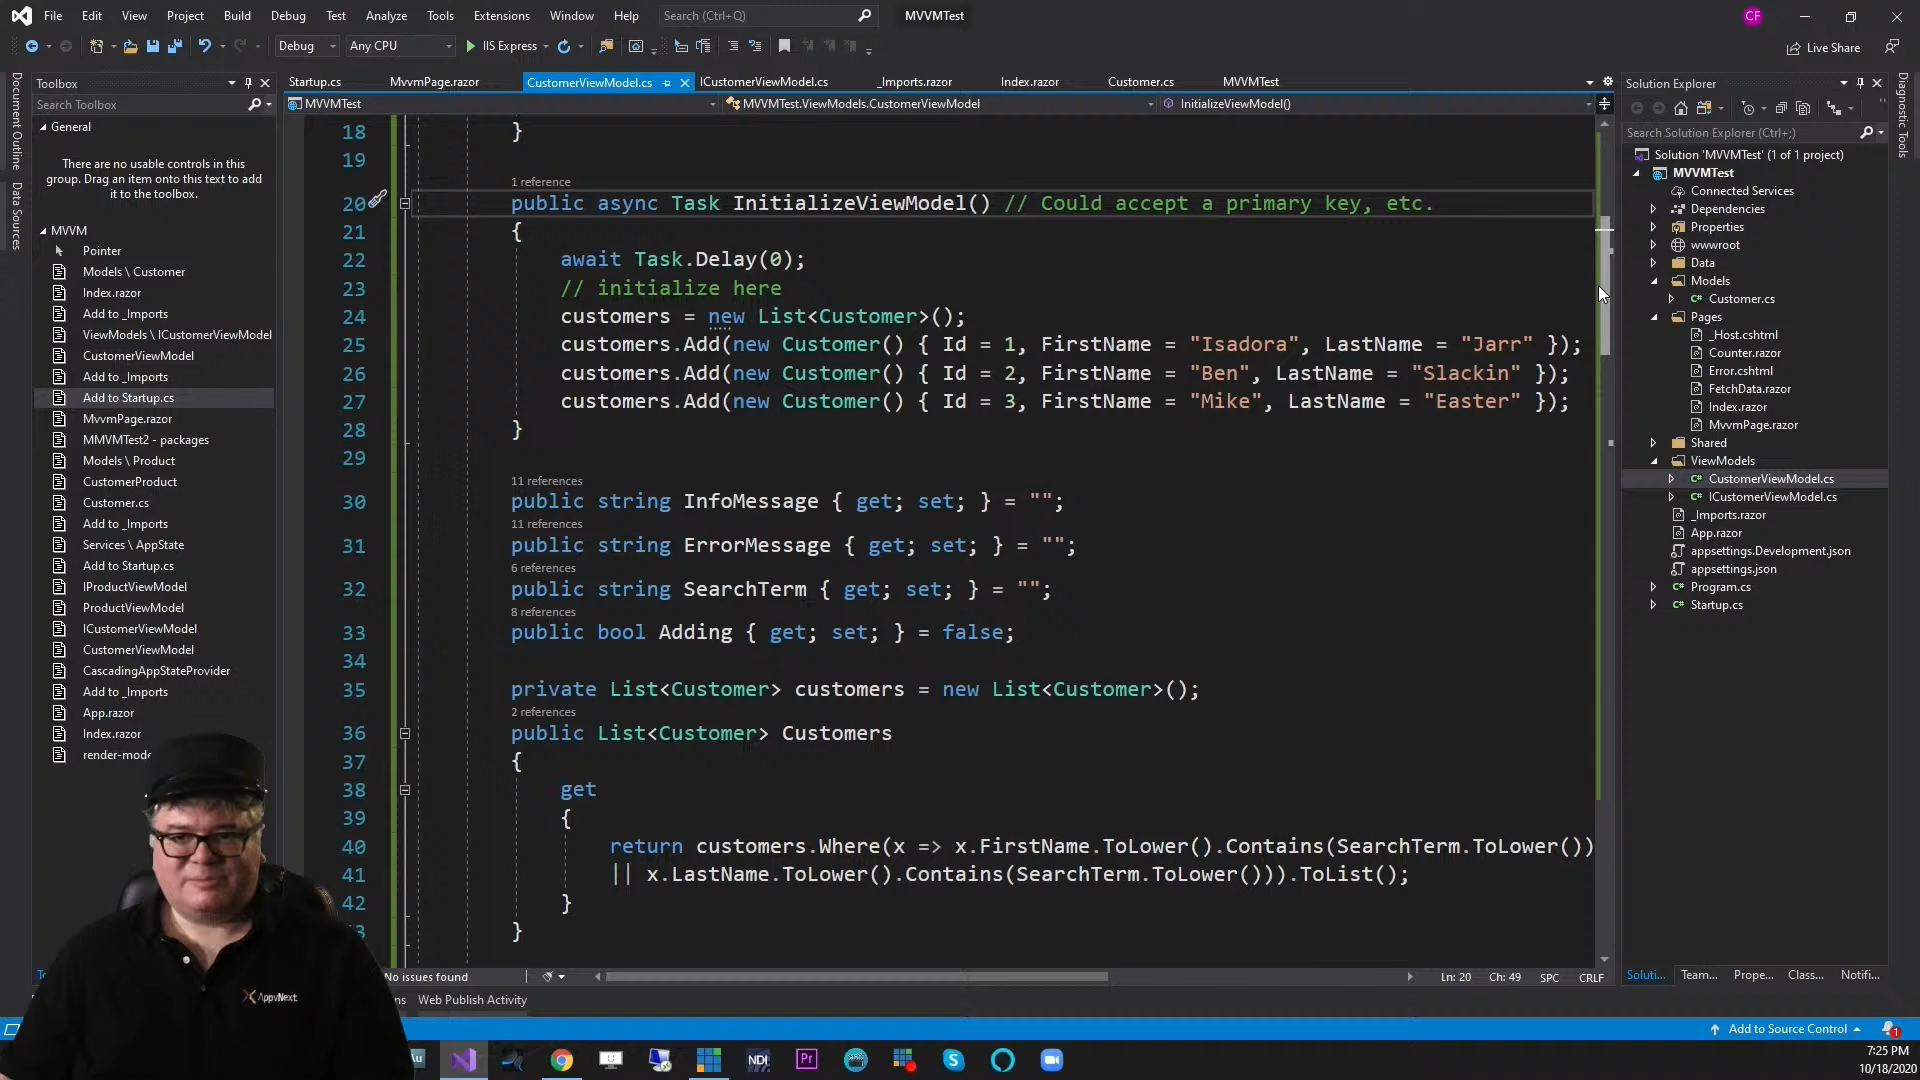 File Edit View Project Build Debug Test Analyze Tools Extensions Window Help Search (Ctrl+Q) MVVMTest CF
Debug Any CPU IIS Express Live Share
Toolbox
Search Toolbox
General
There are no usable controls in this
group. Drag an item onto this text to add
it to the toolbox.
MVVM
Pointer
Models \ Customer
Index.razor
Add to _Imports
ViewModels \ ICustomerViewModel
CustomerViewModel
Add to _Imports
Add to Startup.cs
MvvmPage.razor
MMVMTest2 - packages
Models \ Product
CustomerProduct
Customer.cs
Add to _Imports
Services \ AppState
Add to Startup.cs
IProductViewModel
ProductViewModel
ICustomerViewModel
CustomerViewModel
CascadingAppStateProvider
Add to _Imports
App.razor
Index.razor
Document Outline
Data Sources
Startup.cs MvvmPage.razor CustomerViewModel.cs ICustomerViewModel.cs _Imports.razor Index.razor Customer.cs MVVMTest
MVVMTest MVVMTest.ViewModels.CustomerViewModel InitializeViewModel()
18 }
19
1 reference
20 public async Task InitializeViewModel() // Could accept a primary key, etc.
21 {
22 await Task.Delay(0);
23 // initialize here
24 customers = new List<Customer>();
25 customers.Add(new Customer() { Id = 1, FirstName = "Isadora", LastName = "Jarr" });
26 customers.Add(new Customer() { Id = 2, FirstName = "Ben", LastName = "Slackin" });
27 customers.Add(new Customer() { Id = 3, FirstName = "Mike", LastName = "Easter" });
28 }
29
11 references
30 public string InfoMessage { get; set; } = "";
11 references
31 public string ErrorMessage { get; set; } = "";
6 references
32 public string SearchTerm { get; set; } = "";
8 references
33 public bool Adding { get; set; } = false;
34
35 private List<Customer> customers = new List<Customer>();
2 references
36 public List<Customer> Customers
37 {
38 get
39 {
40 return customers.Where(x => x.FirstName.ToLower().Contains(SearchTerm.ToLower())
41 || x.LastName.ToLower().Contains(SearchTerm.ToLower())).ToList();
42 }
}
No issues found Ln: 20 Ch: 49 SPC CRLF
Web Publish Activity
Solution Explorer
Search Solution Explorer (Ctrl+;)
Solution 'MVVMTest' (1 of 1 project)
MVVMTest
Connected Services
Dependencies
Properties
wwwroot
Data
Models
C# Customer.cs
Pages
_Host.cshtml
Counter.razor
Error.cshtml
FetchData.razor
Index.razor
MvvmPage.razor
Shared
ViewModels
C# CustomerViewModel.cs
C# ICustomerViewModel.cs
_Imports.razor
App.razor
appsettings.Development.json
appsettings.json
C# Program.cs
C# Startup.cs
Soluti... Team... Prope... Class... Notifi...
Diagnostic Tools
Add to Source Control 1
AppvNext
Au NDI Pr
7:25 PM
10/18/2020